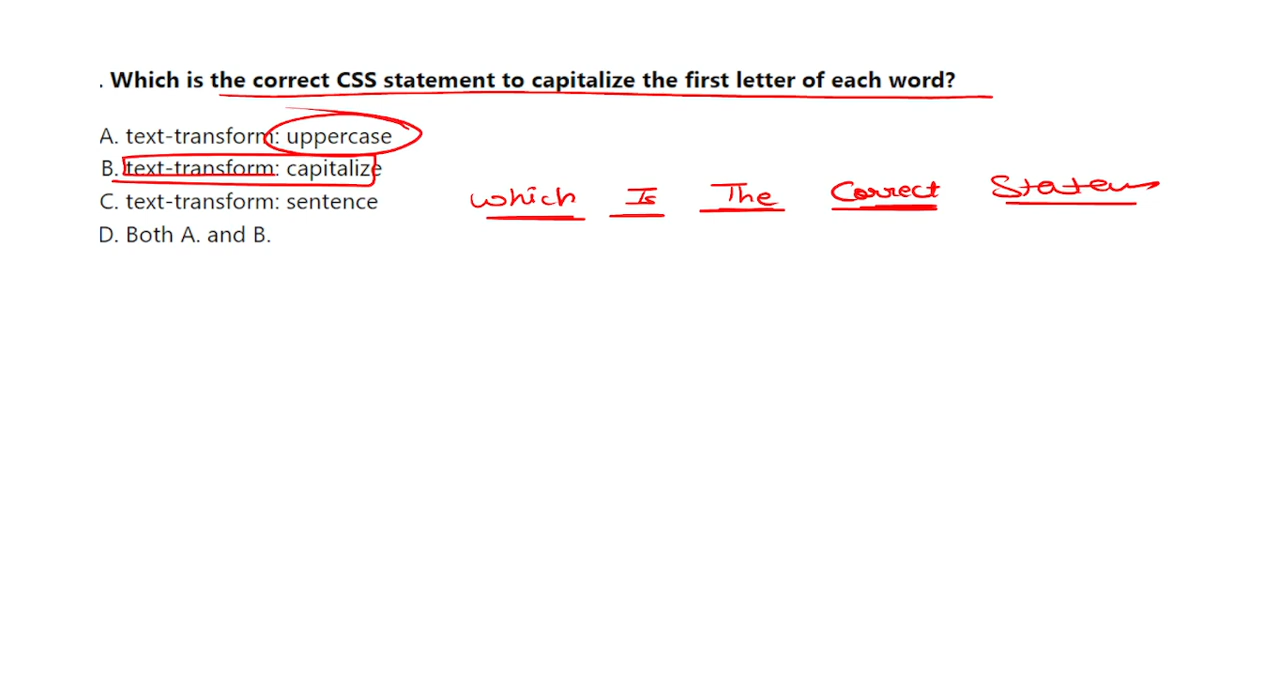 . Which is the correct CSS statement to capitalize the first letter of each word?
A. text-transform: uppercase
B. text-transform: capitalize
C. text-transform: sentence
D. Both A. and B.
Which Is The Correct